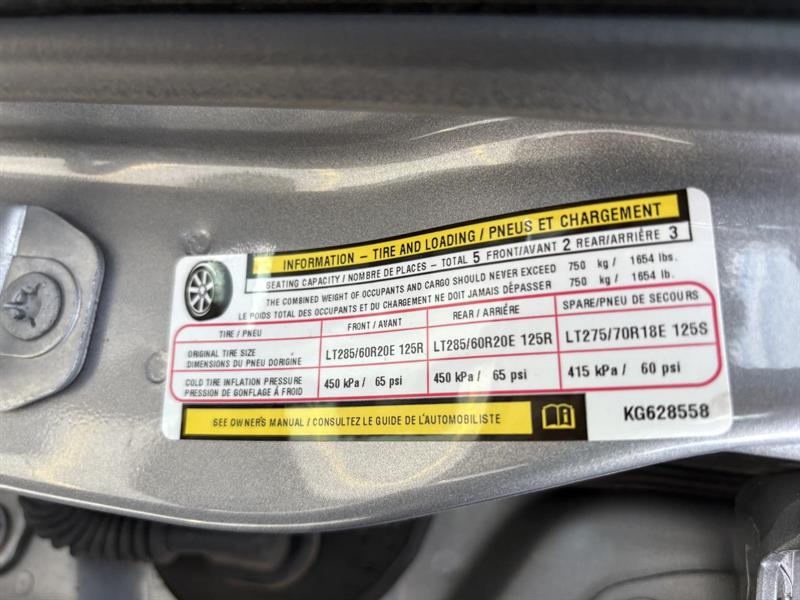 INFORMATION - TIRE AND LOADING / PNEUS ET CHARGEMENT
SEATING CAPACITY / NOMBRE DE PLACES - TOTAL 5 FRONT/AVANT 2 REAR/ARRIÈRE 3
THE COMBINED WEIGHT OF OCCUPANTS AND CARGO SHOULD NEVER EXCEED 750 kg / 1654 lbs.
LE POIDS TOTAL DES OCCUPANTS ET DU CHARGEMENT NE DOIT JAMAIS DÉPASSER 750 kg / 1654 lb.
TIRE / PNEU FRONT / AVANT REAR / ARRIÉRE SPARE/PNEU DE SECOURS
ORIGINAL TIRE SIZE
DIMENSIONS DU PNEU DORIGINE
LT285/60R20E 125R LT285/60R20E 125R LT275/70R18E 125S
COLD TIRE INFLATION PRESSURE
PRESSION DE GONFLAGE À FROID
450 kPa / 65 psi 450 kPa / 65 psi 415 kPa / 60 psi
SEE OWNER'S MANUAL / CONSULTEZ LE GUIDE DE L'AUTOMOBILISTE
KG628558